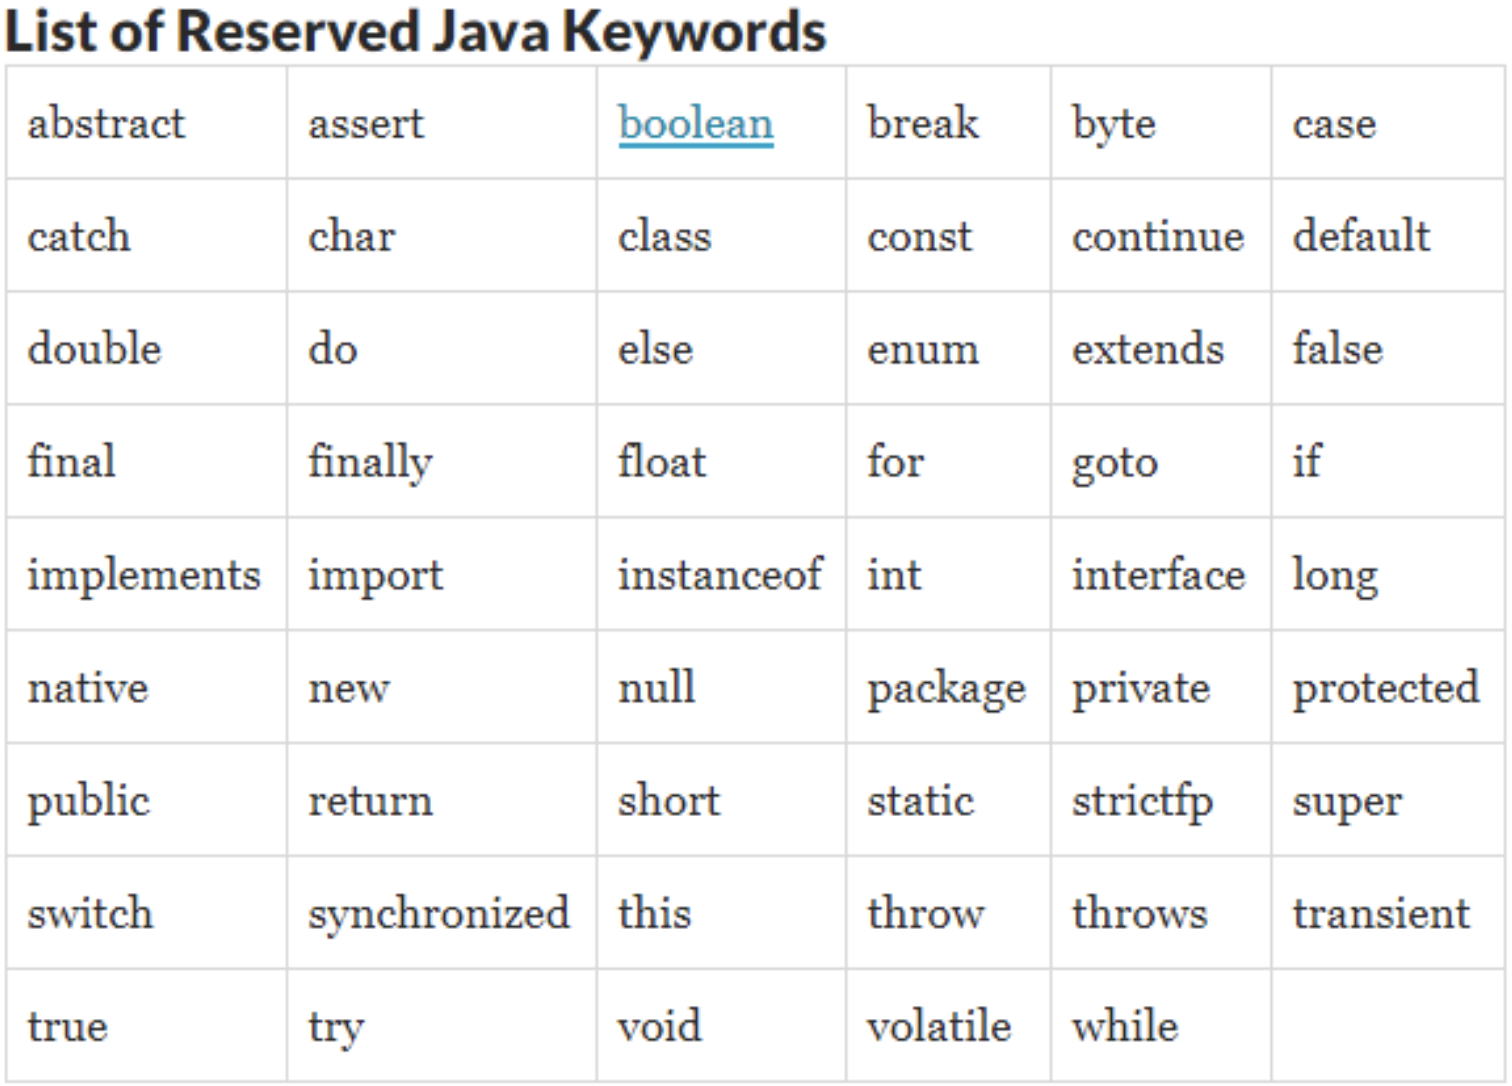 List of Reserved Java Keywords
abstract assert boolean break byte case
catch char class const continue default
double do else enum extends false
final finally float for goto if
implements import instanceof int interface long
native new null package private protected
public return short static strictfp super
switch synchronized this throw throws transient
true try void volatile while